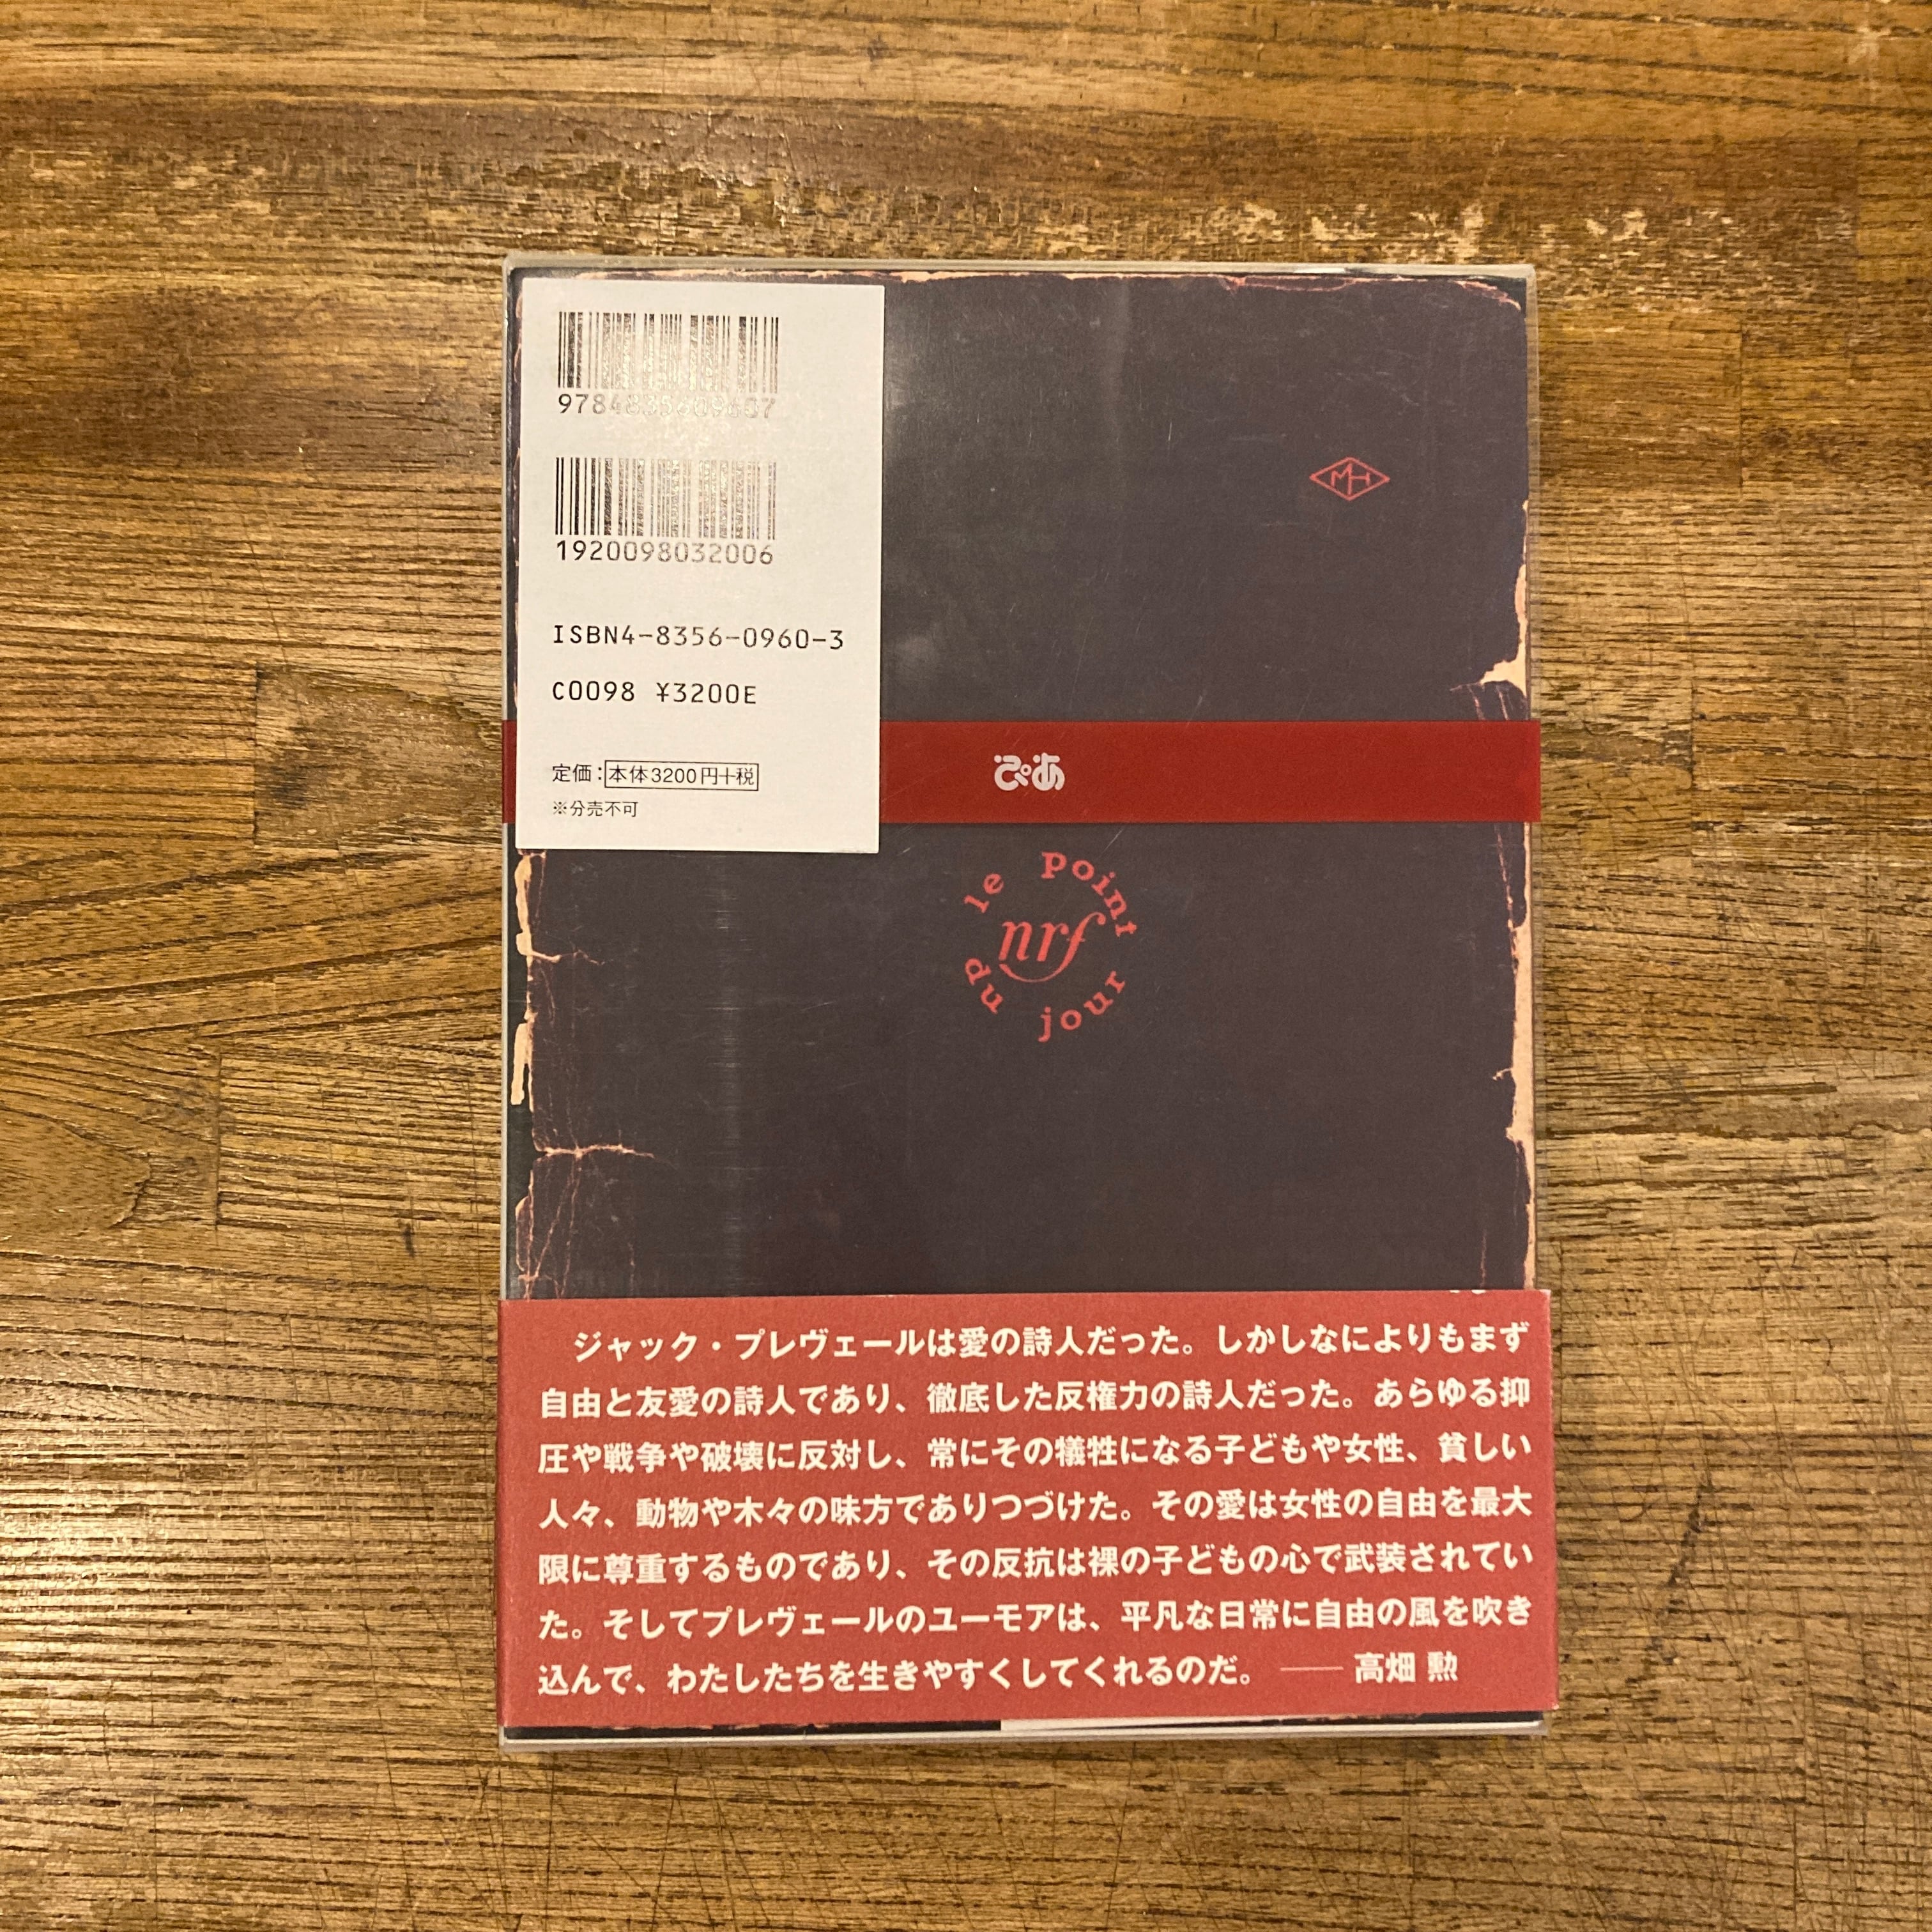 9784835609607
1920098032006
ISBN4-8356-0960-3
C0098 ¥3200E
定価：本体3200円＋税
※分売不可
MH
ぴあ
le point du jour
nrf
ジャック・プレヴェールは愛の詩人だった。しかしなによりもまず
自由と友愛の詩人であり、徹底した反権力の詩人だった。あらゆる抑
圧や戦争や破壊に反対し、常にその犠牲になる子どもや女性、貧しい
人々、動物や木々の味方でありつづけた。その愛は女性の自由を最大
限に尊重するものであり、その反抗は裸の子どもの心で武装されてい
た。そしてプレヴェールのユーモアは、平凡な日常に自由の風を吹き
込んで、わたしたちを生きやすくしてくれるのだ。 ── 高畑 勲